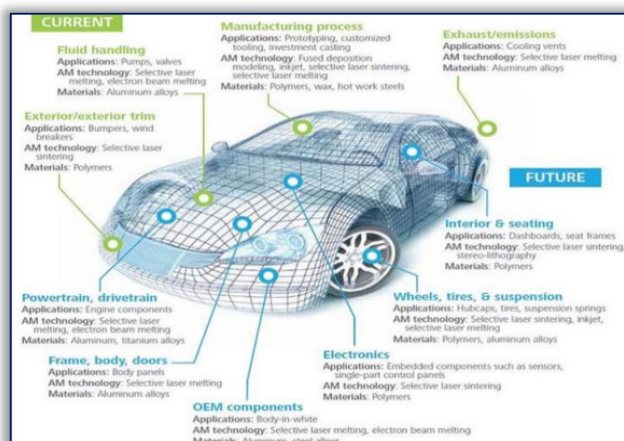 CURRENT
Manufacturing process
Applications: Prototyping, customized
tooling, investment casting
AM technology: Fused deposition
modeling, inkjet, selective laser sintering,
selective laser melting
Materials: Polymers, wax, hot work steels
Exhaust/emissions
Applications: Cooling vents
AM technology: Selective laser melting
Materials: Aluminum alloys
Fluid handling
Applications: Pumps, valves
AM technology: Selective laser
melting, electron beam melting
Materials: Aluminum alloys
Exterior/exterior trim
Applications: Bumpers, wind
breakers
AM technology: Selective laser
sintering
Materials: Polymers
FUTURE
Interior & seating
Applications: Dashboards, seat frames
AM technology: Selective laser sintering,
stereo-lithography
Materials: Polymers
Powertrain, drivetrain
Applications: Engine components
AM technology: Selective laser
melting, electron beam melting
Materials: Aluminum, titanium alloys
Wheels, tires, & suspension
Applications: Hubcaps, tires, suspension springs
AM technology: Selective laser sintering, inkjet,
selective laser melting
Materials: Polymers, aluminum alloys
Frame, body, doors
Applications: Body panels
AM technology: Selective laser melting
Materials: Aluminum alloys
Electronics
Applications: Embedded components such as sensors,
single-part control panels
AM technology: Selective laser sintering
Materials: Polymers
OEM components
Applications: Body-in-white
AM technology: Selective laser melting, electron beam melting
Materials: Aluminum, steel alloys